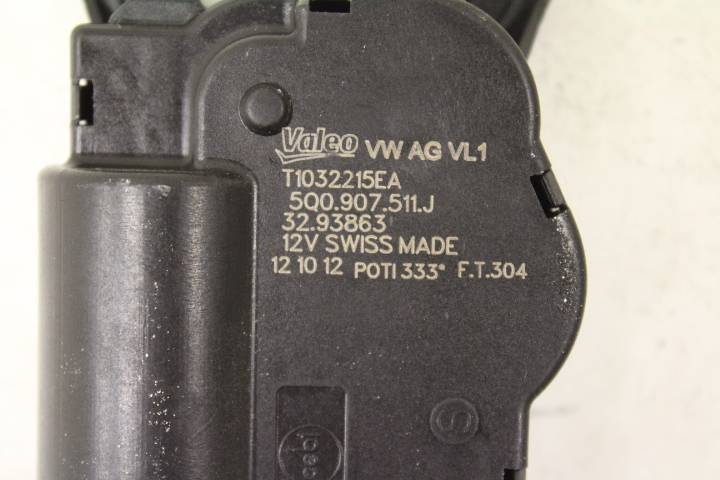 Valeo VW AG VL1
T1032215EA
5Q0.907.511.J
32.93863
12V SWISS MADE
12 10 12 POTI 333° F.T.304
S